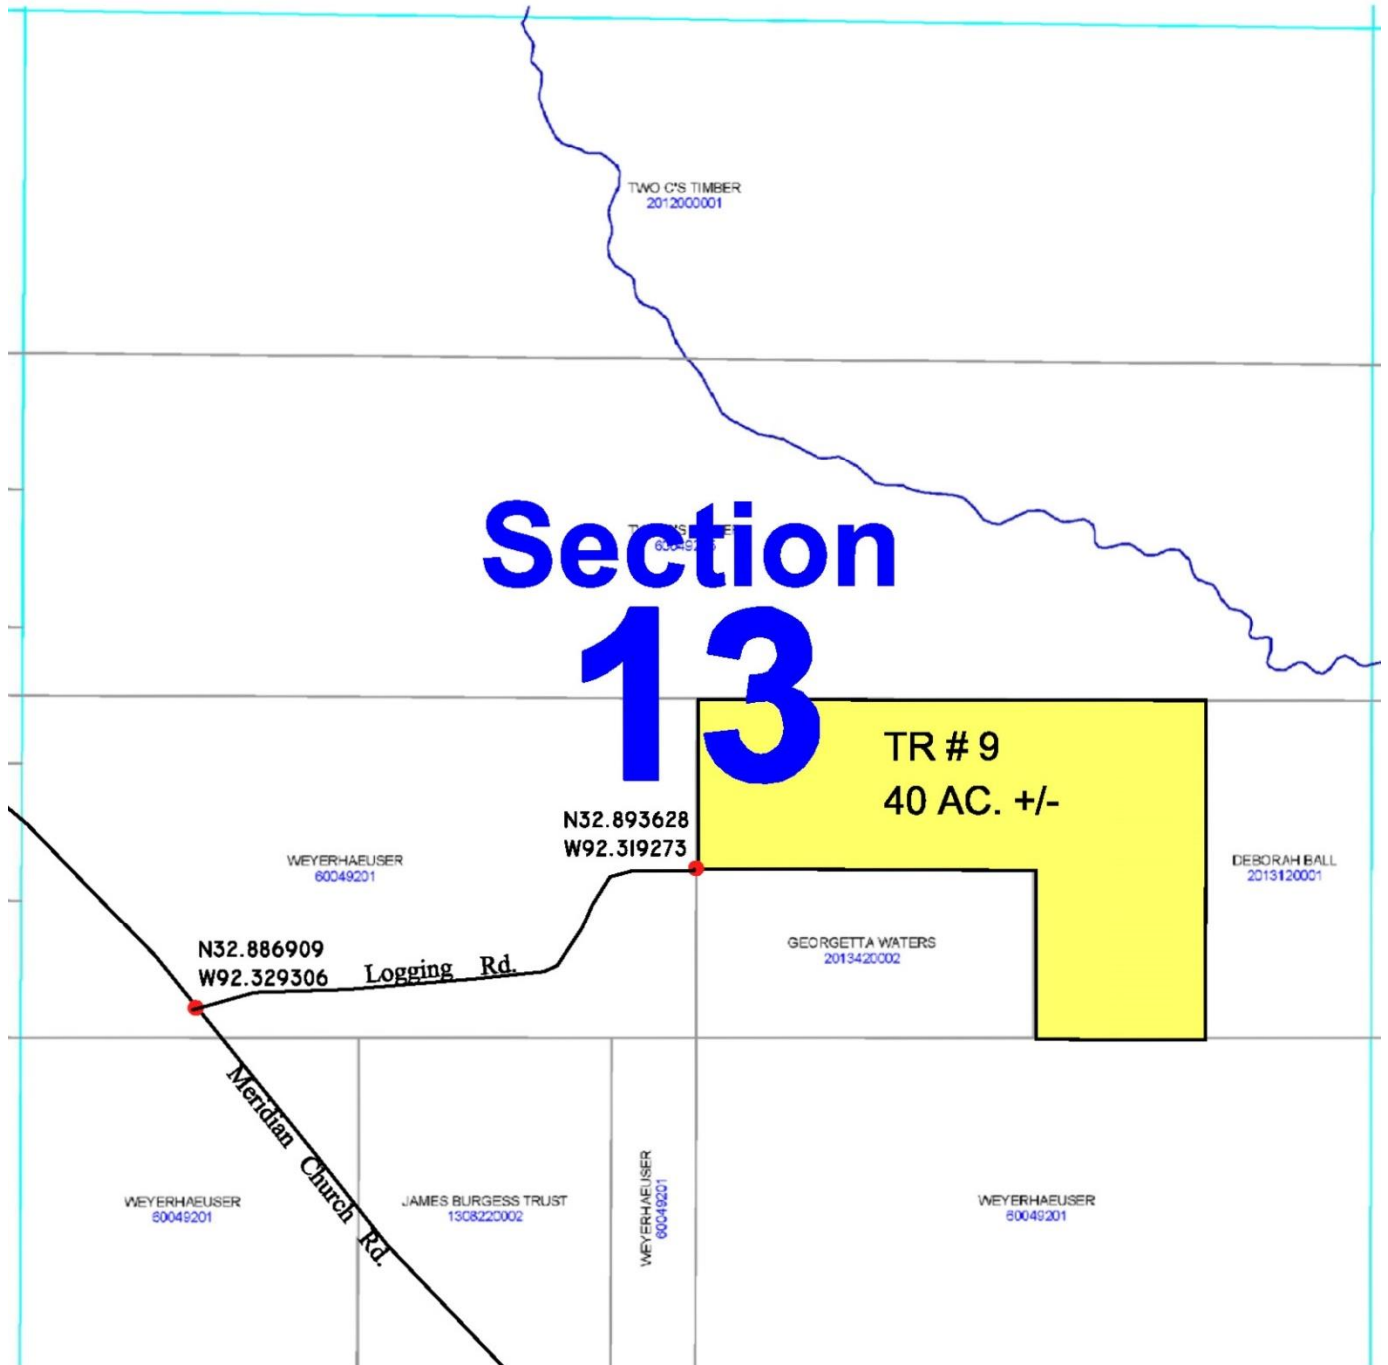 TWO C'S TIMBER
2012000001
Section
13
TR # 9
40 AC. +/-
N32.893628
W92.319273
WEYERHAEUSER
60049201
DEBORAH BALL
2013120001
N32.886909
W92.329306
Logging Rd.
GEORGETTA WATERS
2013420002
Meridian Church Rd.
WEYERHAEUSER
60049201
JAMES BURGESS TRUST
1308220002
WEYERHAEUSER
60049201
WEYERHAEUSER
60049201